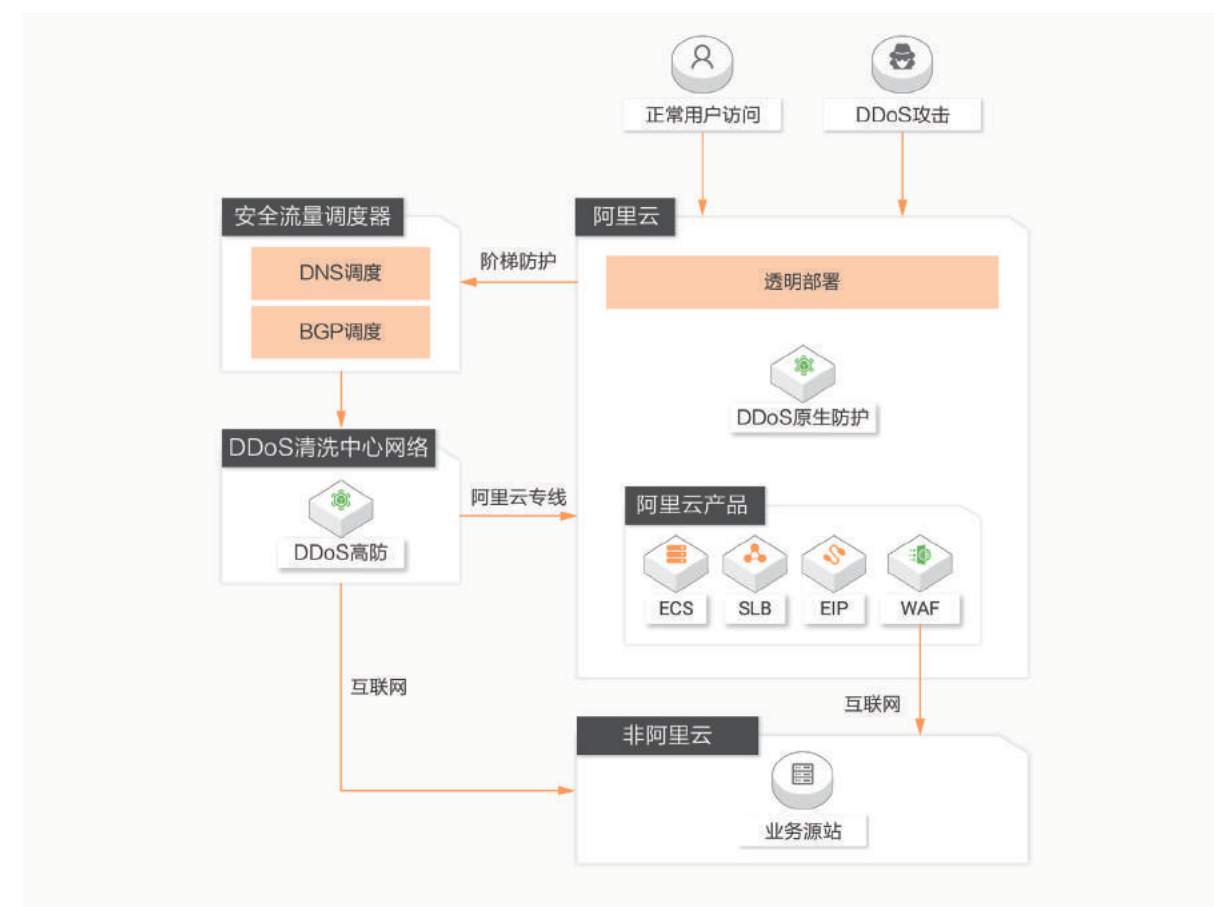 正常用户访问
DDoS攻击
安全流量调度器
阿里云
DNS调度
阶梯防护
透明部署
BGP调度
DDoS原生防护
DDoS清洗中心网络
阿里云专线
DDoS高防
阿里云产品
ECS
SLB
EIP
WAF
互联网
互联网
非阿里云
业务源站